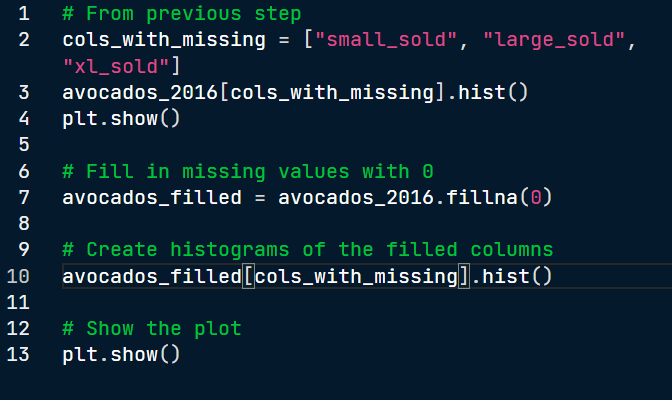 1 # From previous step
2 cols_with_missing = ["small_sold", "large_sold",
"xl_sold"]
3 avocados_2016[cols_with_missing].hist()
4 plt.show()
5
6 # Fill in missing values with 0
7 avocados_filled = avocados_2016.fillna(0)
8
9 # Create histograms of the filled columns
10 avocados_filled[cols_with_missing].hist()
11
12 # Show the plot
13 plt.show()